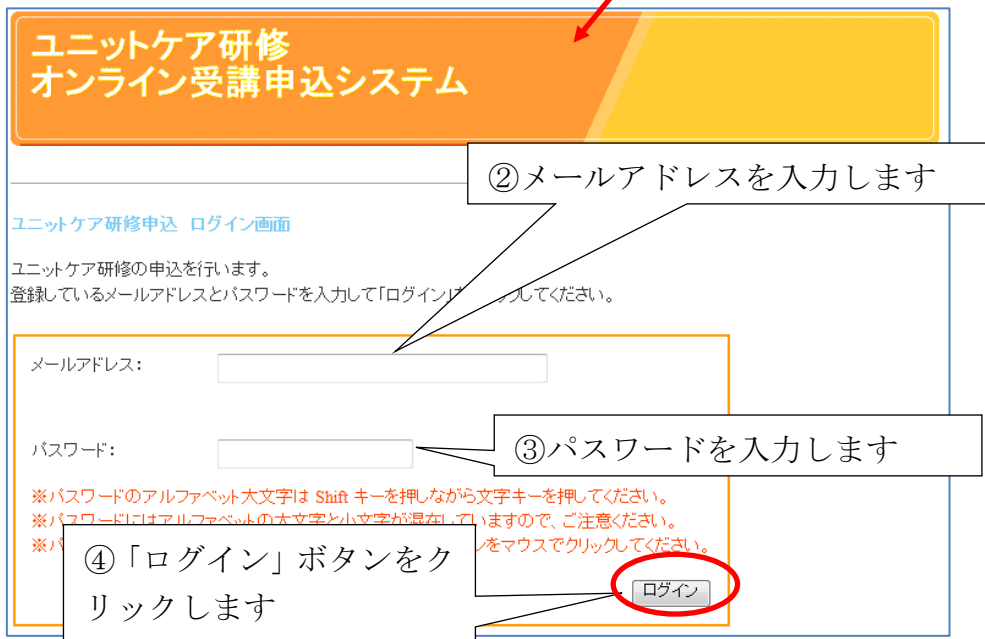 ユニットケア研修
オンライン受講申込システム
②メールアドレスを入力します
ユニットケア研修申込 ログイン画面
ユニットケア研修の申込を行います。
登録しているメールアドレスとパスワードを入力して「ログイン」を クしてください。
メールアドレス：
パスワード：
③パスワードを入力します
※パスワードのアルファベット大文字は Shift キーを押しながら文字キーを押してください。
※パスワードにはアルファベットの大文字と小文字が混在していますので、ご注意ください。
※パ ンをマウスでクリックしてください。
④「ログイン」ボタンをク
リックします
ログイン